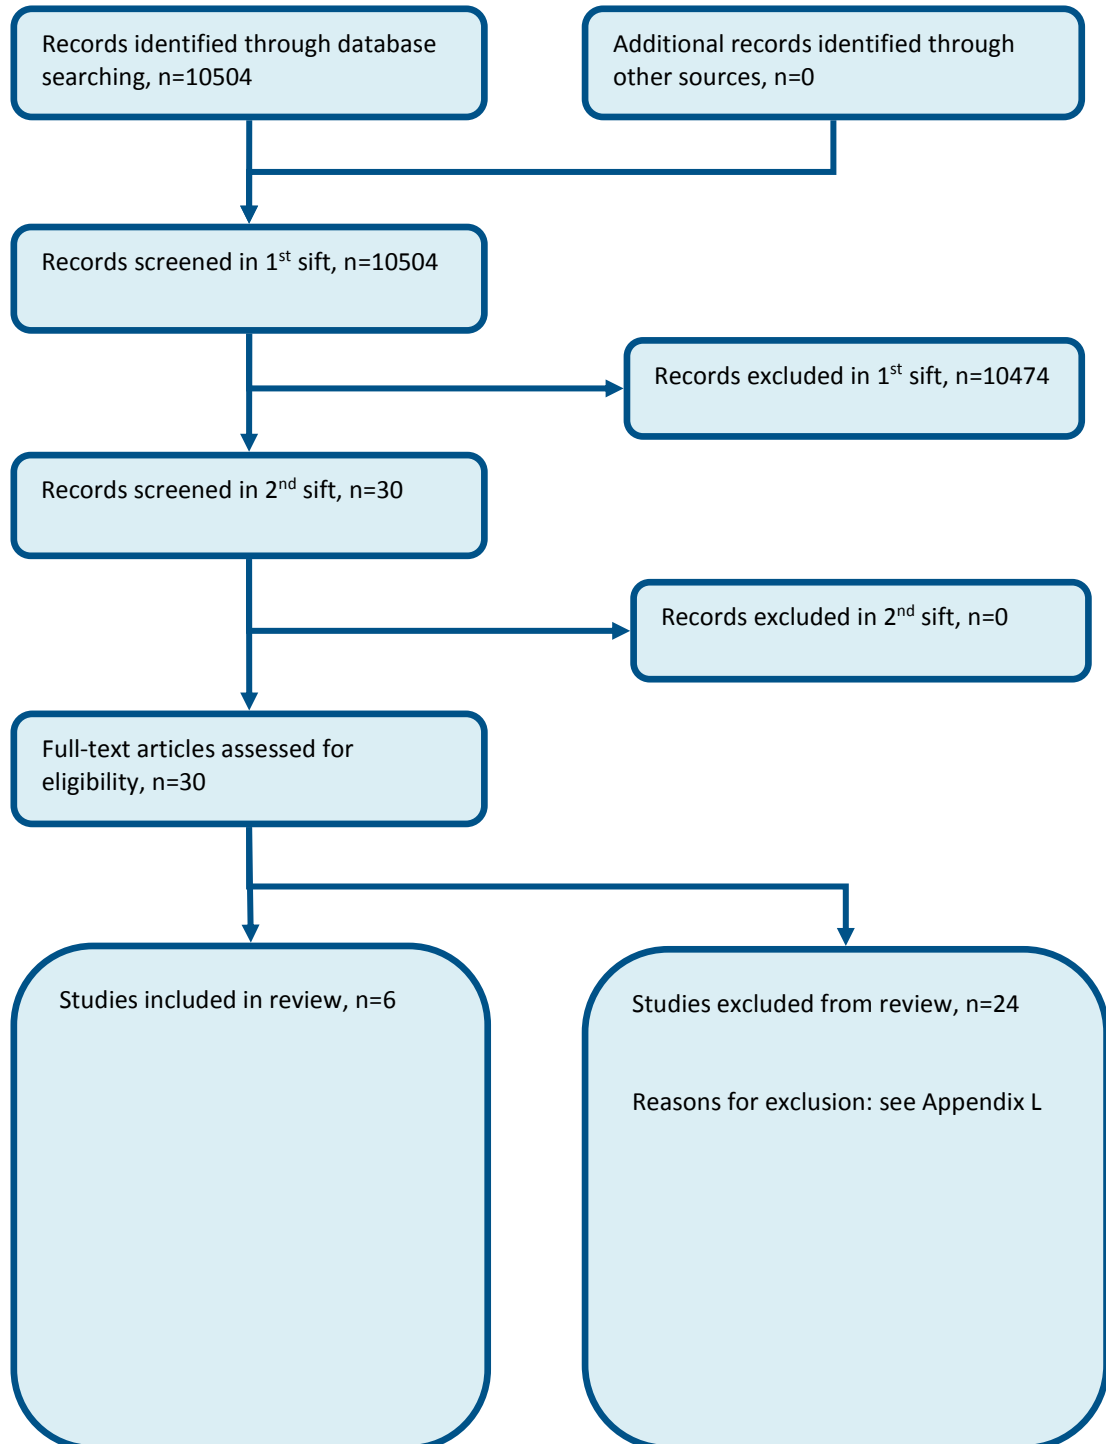 Records identified through database
searching, n=10504
Additional records identified through
other sources, n=0
Records screened in 1st sift, n=10504
Records excluded in 1st sift, n=10474
Records screened in 2nd sift, n=30
Records excluded in 2nd sift, n=0
Full-text articles assessed for
eligibility, n=30
Studies included in review, n=6
Studies excluded from review, n=24
Reasons for exclusion: see Appendix L